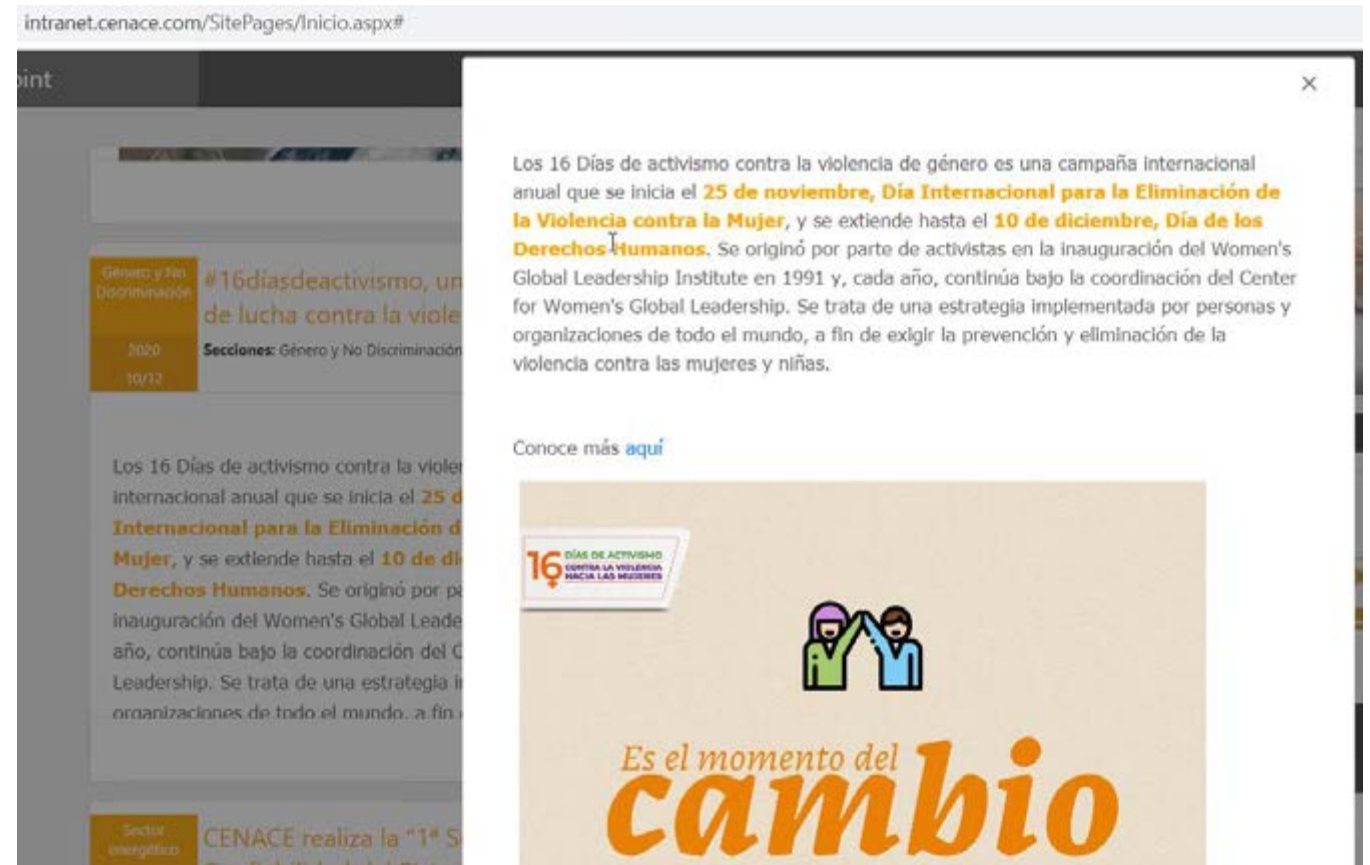 intranet.cenace.com/SitePages/Inicio.aspx#
oint
×
Los 16 Días de activismo contra la violencia de género es una campaña internacional
anual que se inicia el 25 de noviembre, Día Internacional para la Eliminación de
la Violencia contra la Mujer, y se extiende hasta el 10 de diciembre, Día de los
Derechos Humanos. Se originó por parte de activistas en la inauguración del Women's
Global Leadership Institute en 1991 y, cada año, continúa bajo la coordinación del Center
for Women's Global Leadership. Se trata de una estrategia implementada por personas y
organizaciones de todo el mundo, a fin de exigir la prevención y eliminación de la
violencia contra las mujeres y niñas.
Conoce más aquí
16 DÍAS DE ACTIVISMO
CONTRA LA VIOLENCIA
HACIA LAS MUJERES
Es el momento del
cambio
Género y No
Discriminación
2020
10/12
#16díasdeactivismo, un
de lucha contra la viole
Secciones: Género y No Discriminación
Los 16 Días de activismo contra la violen
internacional anual que se inicia el 25 d
Internacional para la Eliminación d
Mujer, y se extiende hasta el 10 de di
Derechos Humanos. Se originó por pa
inauguración del Women's Global Leade
año, continúa bajo la coordinación del C
Leadership. Se trata de una estrategia i
organizaciones de todo el mundo, a fin
Sector
energético
CENACE realiza la "1ª S